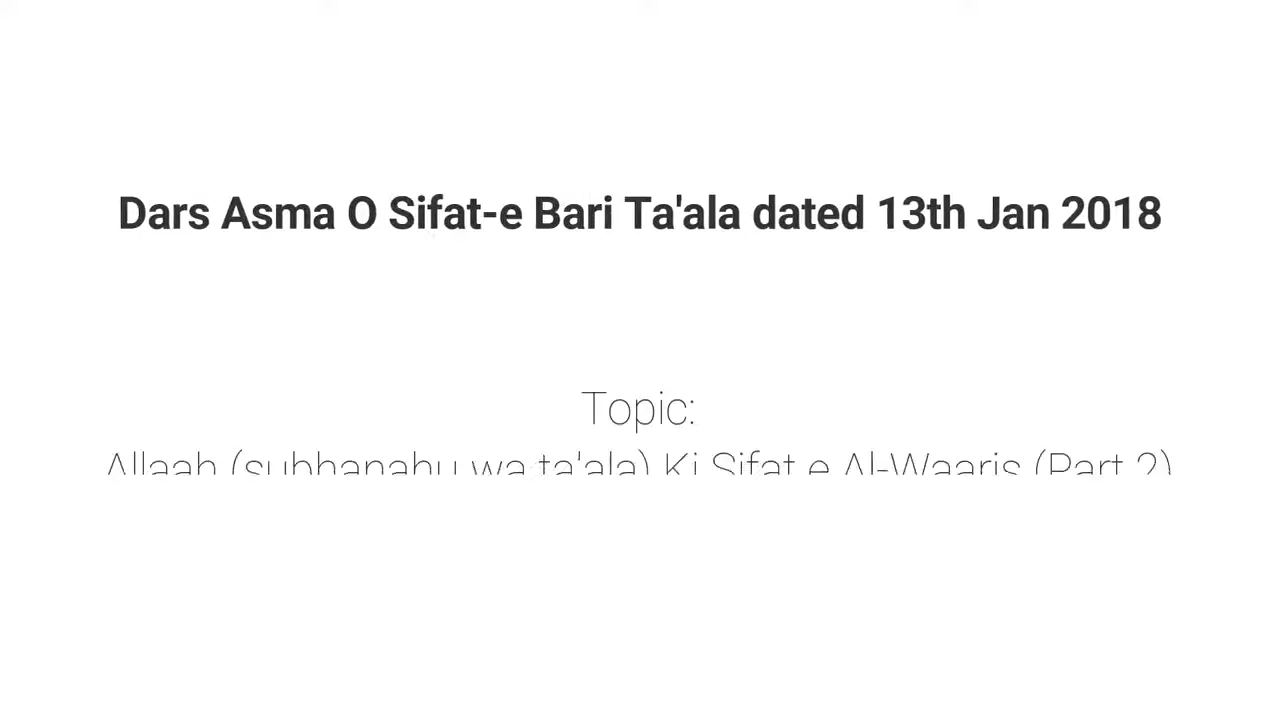 Dars Asma O Sifat-e Bari Ta'ala dated 13th Jan 2018
Topic:
Allaah (subhanahu wa ta'ala) Ki Sifat e Al-Waaris (Part 2)